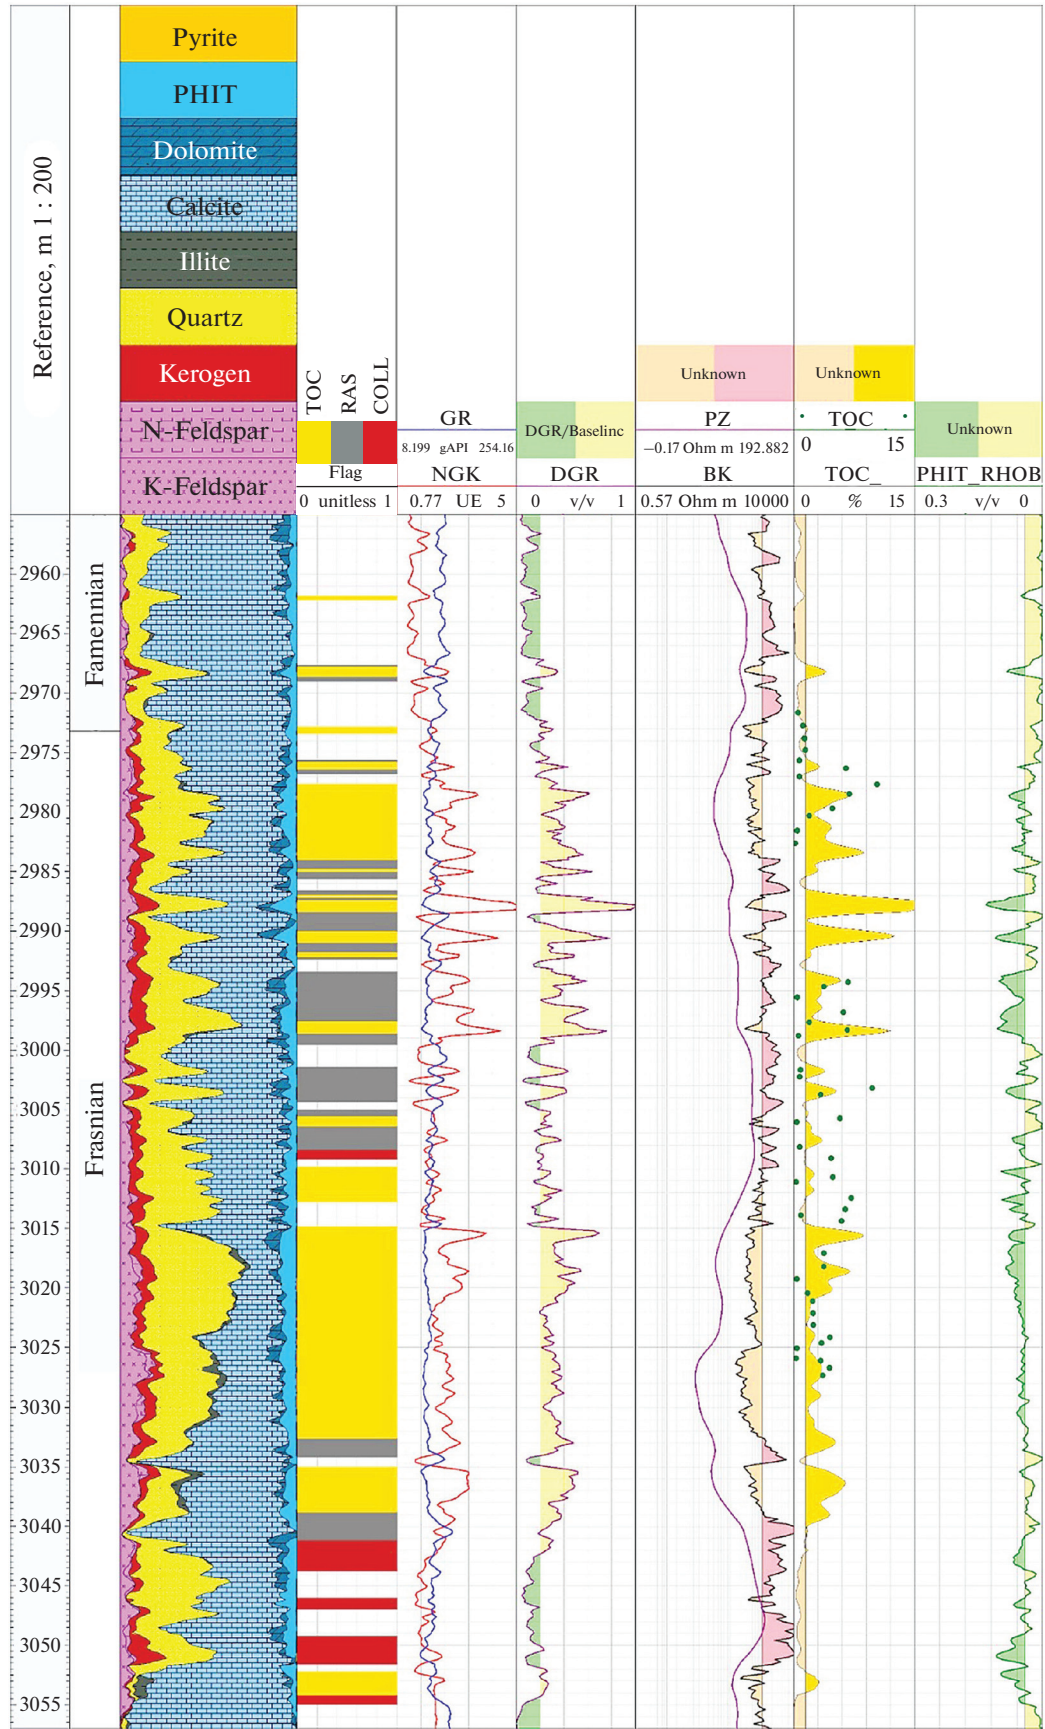 Pyrite
PHIT
Dolomite
Calcite
Illite
Quartz
Kerogen
N-Feldspar
K-Feldspar
Reference, m 1 : 200
TOC
RAS
COLL
Flag
0 unitless 1
GR
8.199 gAPI 254.16
NGK
0.77 UE 5
DGR/Baselinc
DGR
0 v/v 1
Unknown
PZ
−0.17 Ohm m 192.882
BK
0.57 Ohm m 10000
Unknown
TOC
0 15
TOC_
0 % 15
Unknown
PHIT_RHOB
0.3 v/v 0
Famennian
Frasnian
2960
2965
2970
2975
2980
2985
2990
2995
3000
3005
3010
3015
3020
3025
3030
3035
3040
3045
3050
3055